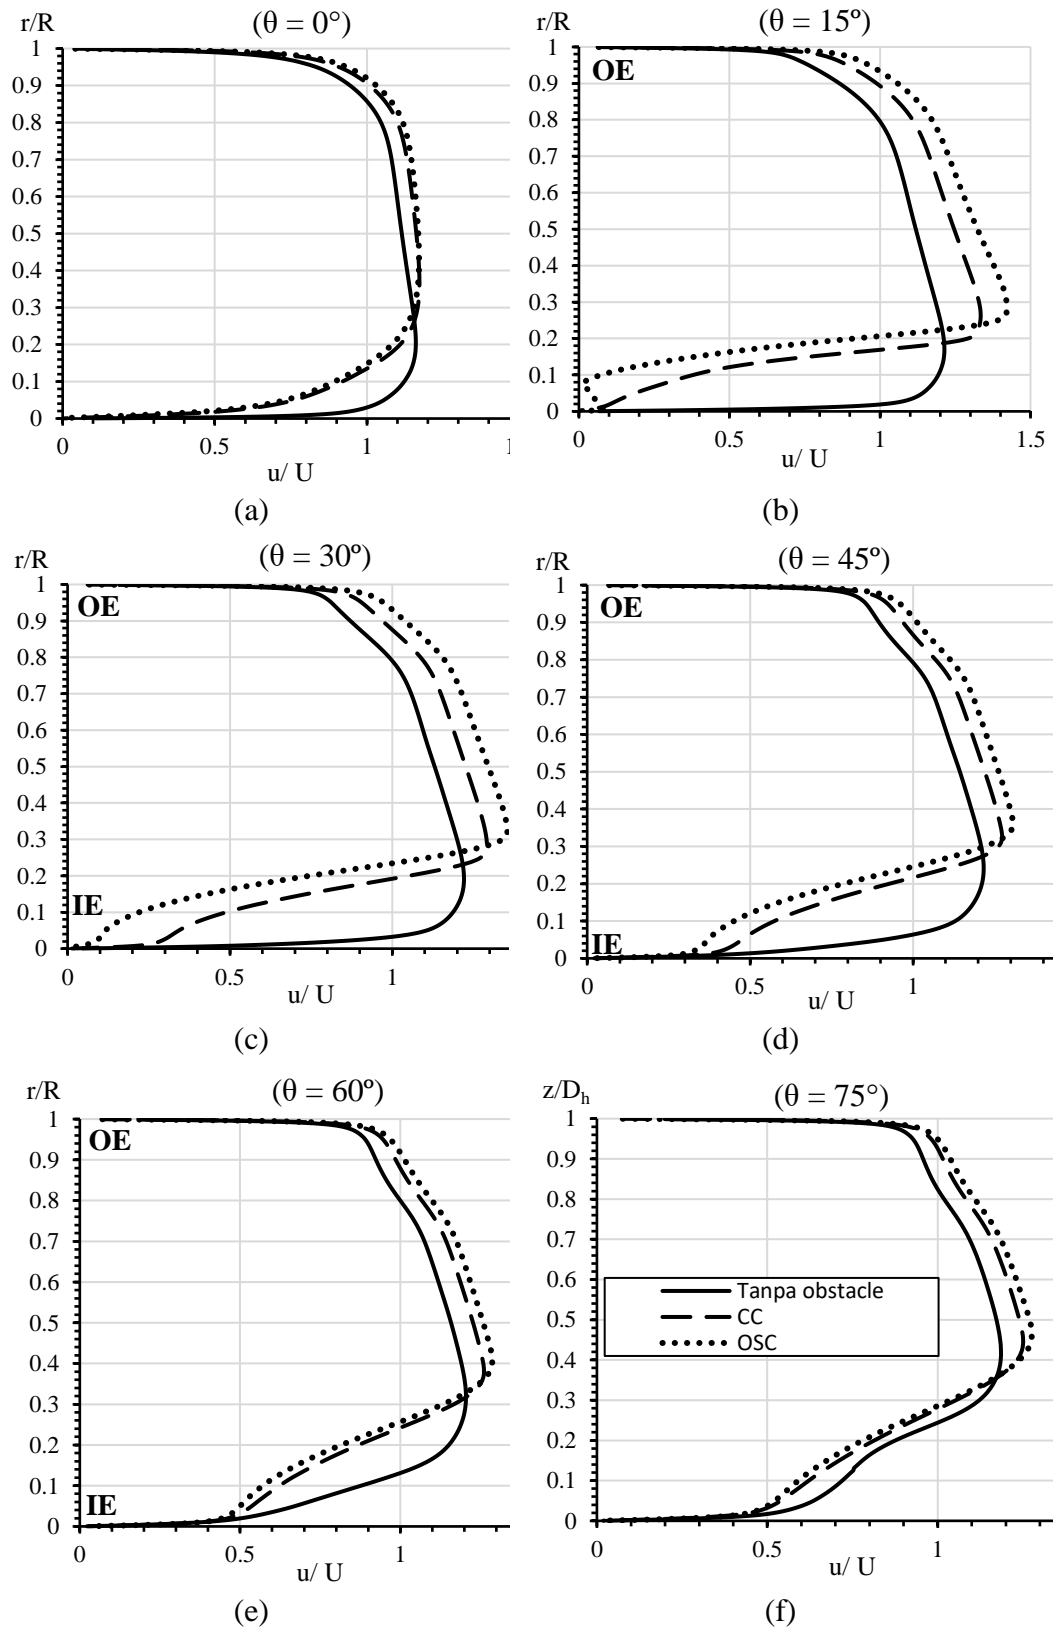 r/R (θ = 0°)
1
0.9
0.8
0.7
0.6
0.5
0.4
0.3
0.2
0.1
0
0 0.5 1
u/ U
(a)
r/R (θ = 15º)
OE
1
0.9
0.8
0.7
0.6
0.5
0.4
0.3
0.2
0.1
0
0 0.5 1 1.5
u/ U
(b)
r/R (θ = 30º)
OE
1
0.9
0.8
0.7
0.6
0.5
0.4
0.3
0.2
0.1
0
IE
0 0.5 1
u/ U
(c)
r/R (θ = 45º)
OE
1
0.9
0.8
0.7
0.6
0.5
0.4
0.3
0.2
0.1
0
IE
0 0.5 1
u/ U
(d)
r/R (θ = 60º)
OE
1
0.9
0.8
0.7
0.6
0.5
0.4
0.3
0.2
0.1
0
IE
0 0.5 1
u/ U
(e)
z/Dₕ (θ = 75°)
1
0.9
0.8
0.7
0.6
0.5
0.4
0.3
0.2
0.1
0
Tanpa obstacle
CC
OSC
0 0.5 1
u/ U
(f)